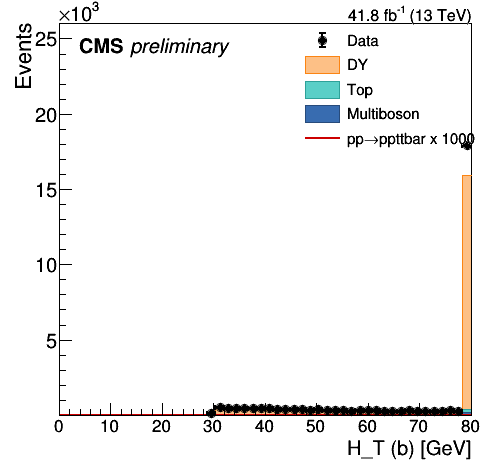 ×10³
41.8 fb⁻¹ (13 TeV)
Events
CMS preliminary
Data
DY
Top
Multiboson
pp→ppttbar x 1000
25
20
15
10
5
0 10 20 30 40 50 60 70 80
H_T (b) [GeV]